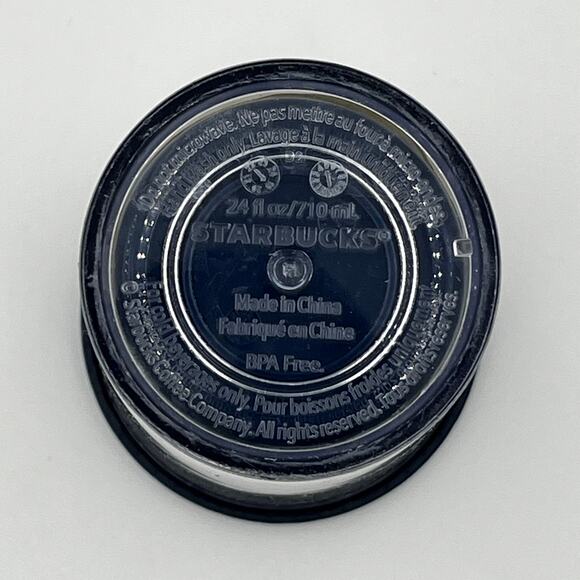 Do not microwave. Ne pas mettre au four à micro-ondes.
Hand wash only. Lavage à la main uniquement.
24 fl oz/710 mL
STARBUCKS®
Made in China
Fabriqué en Chine
BPA Free.
For cold beverages only. Pour boissons froides uniquement.
© Starbucks Coffee Company. All rights reserved. Tous droits réservés.